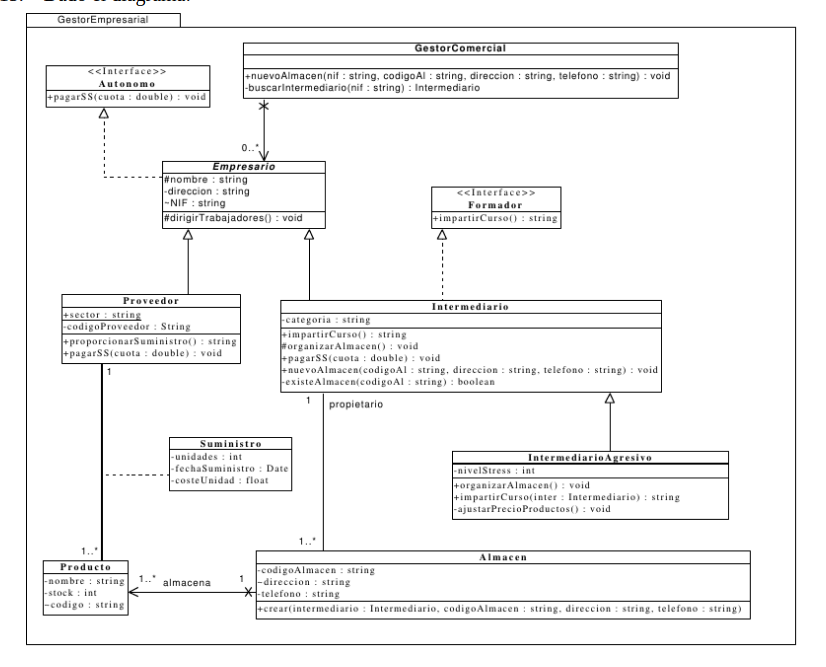 GestorEmpresarial
GestorComercial
+nuevoAlmacen(nif : string, codigoAl : string, direccion : string, telefono : string) : void
-buscarIntermediario(nif : string) : Intermediario
<<Interface>>
Autonomo
+pagarSS(cuota : double) : void
0..*
Empresario
#nombre : string
-direccion : string
~NIF : string
#dirigirTrabajadores() : void
<<Interface>>
Formador
+impartirCurso() : string
Proveedor
+sector : string
-codigoProveedor : String
+proporcionarSuministro() : string
+pagarSS(cuota : double) : void
Intermediario
-categoria : string
+impartirCurso() : string
#organizarAlmacen() : void
+pagarSS(cuota : double) : void
+nuevoAlmacen(codigoAl : string, direccion : string, telefono : string) : void
-existeAlmacen(codigoAl : string) : boolean
1
1
propietario
Suministro
-unidades : int
-fechaSuministro : Date
-costeUnidad : float
IntermediarioAgresivo
-nivelStress : int
+organizarAlmacen() : void
+impartirCurso(inter : Intermediario) : string
-ajustarPrecioProductos() : void
1..*
1..*
Producto
-nombre : string
-stock : int
~codigo : string
1..*
almacena
1
Almacen
-codigoAlmacen : string
~direccion : string
-telefono : string
+crear(intermediario : Intermediario, codigoAlmacen : string, direccion : string, telefono : string)